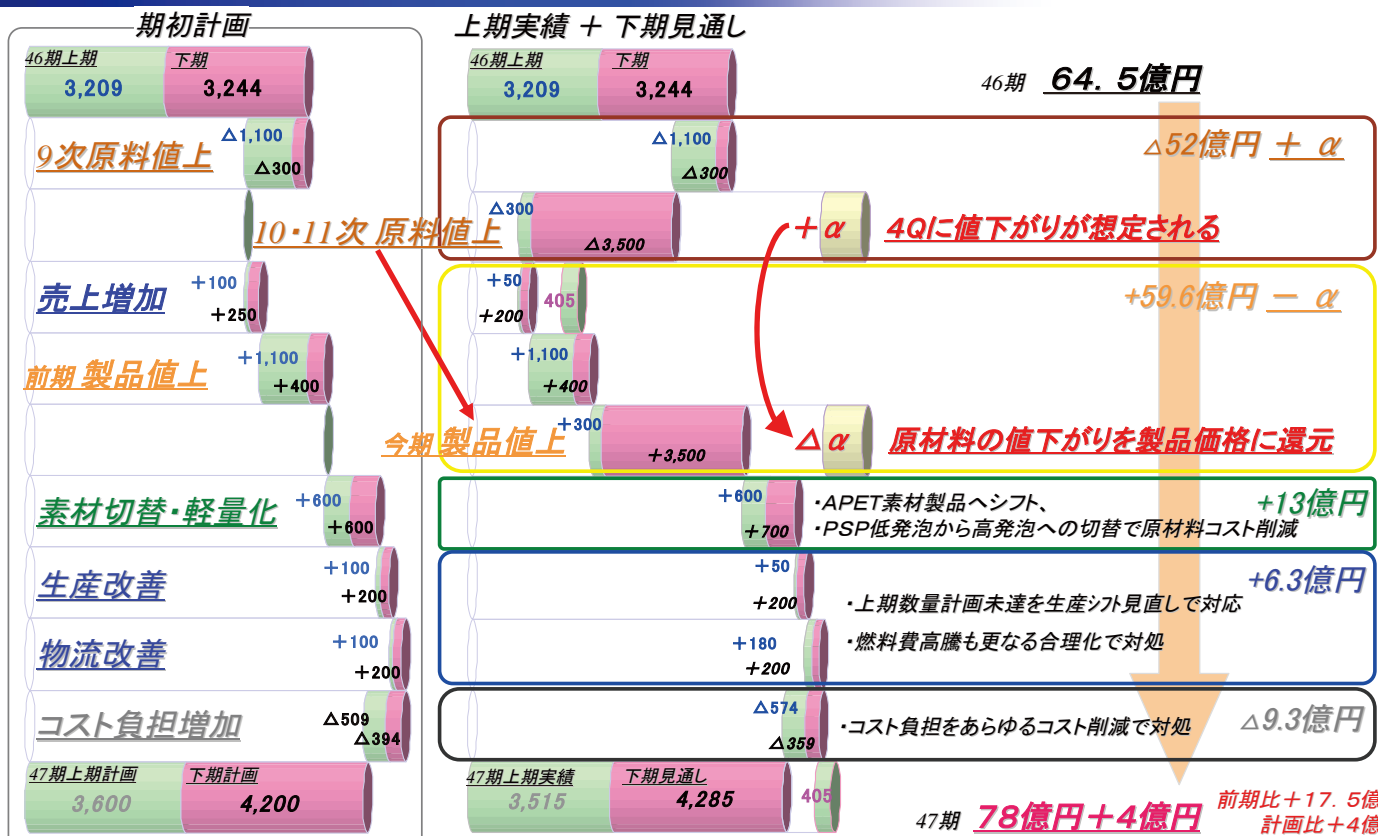 期初計画
46期上期 下期
3,209 3,244
9次原料値上
△1,100
△300
売上増加
＋100
＋250
前期 製品値上
＋1,100
＋400
素材切替・軽量化
＋600
＋600
生産改善
＋100
＋200
物流改善
＋100
＋200
コスト負担増加
△509
△394
47期上期計画 下期計画
3,600 4,200
上期実績 ＋ 下期見通し
46期上期 下期
3,209 3,244
46期 64．5億円
△1,100
△300
△52億円 ＋ α
10・11次 原料値上
△300
△3,500
＋α 4Qに値下がりが想定される
＋50
＋200
405
+59.6億円 － α
＋1,100
＋400
今期 製品値上
＋300
＋3,500
△α 原材料の値下がりを製品価格に還元
＋600
＋700
・APET素材製品へシフト、
・PSP低発泡から高発泡への切替で原材料コスト削減
+13億円
＋50
＋200
・上期数量計画未達を生産ｼﾌﾄ見直しで対応
+6.3億円
＋180
＋200
・燃料費高騰も更なる合理化で対処
△574
△359
・コスト負担をあらゆるコスト削減で対処
△9.3億円
47期上期実績 下期見通し
3,515 4,285
405
47期 78億円＋4億円
前期比＋17．5億
計画比＋4億